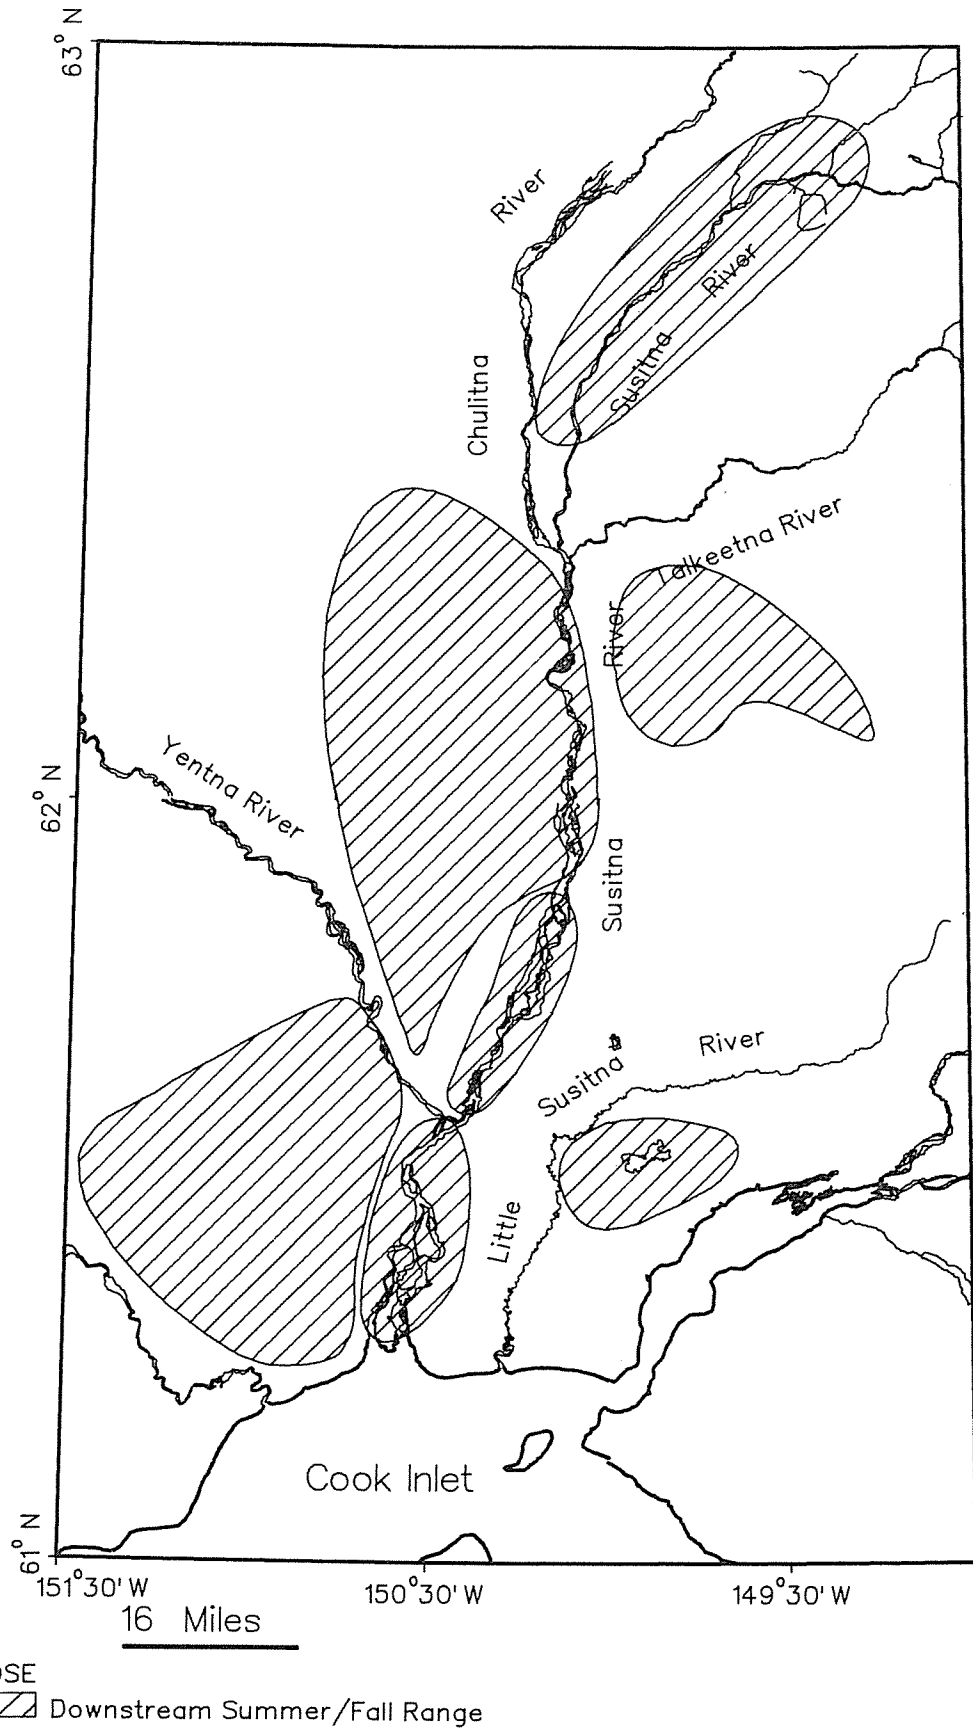 63° N
River
River
Susitna
Chulitna
Talkeetna River
River
Yentna River
62° N
Susitna
River
Susitna
Little
Cook Inlet
61° N
151°30' W
150°30' W
149°30' W
16 Miles
OSE
Downstream Summer/Fall Range